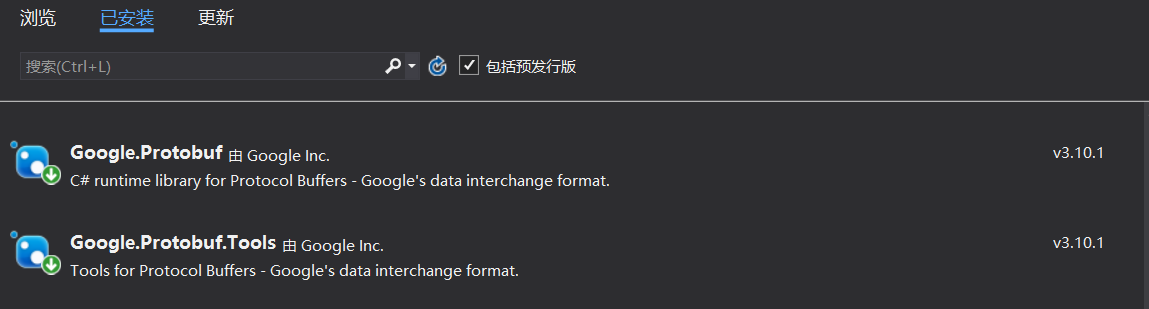 浏览 已安装 更新
搜索(Ctrl+L) 包括预发行版
Google.Protobuf 由 Google Inc. v3.10.1
C# runtime library for Protocol Buffers - Google's data interchange format.
Google.Protobuf.Tools 由 Google Inc. v3.10.1
Tools for Protocol Buffers - Google's data interchange format.